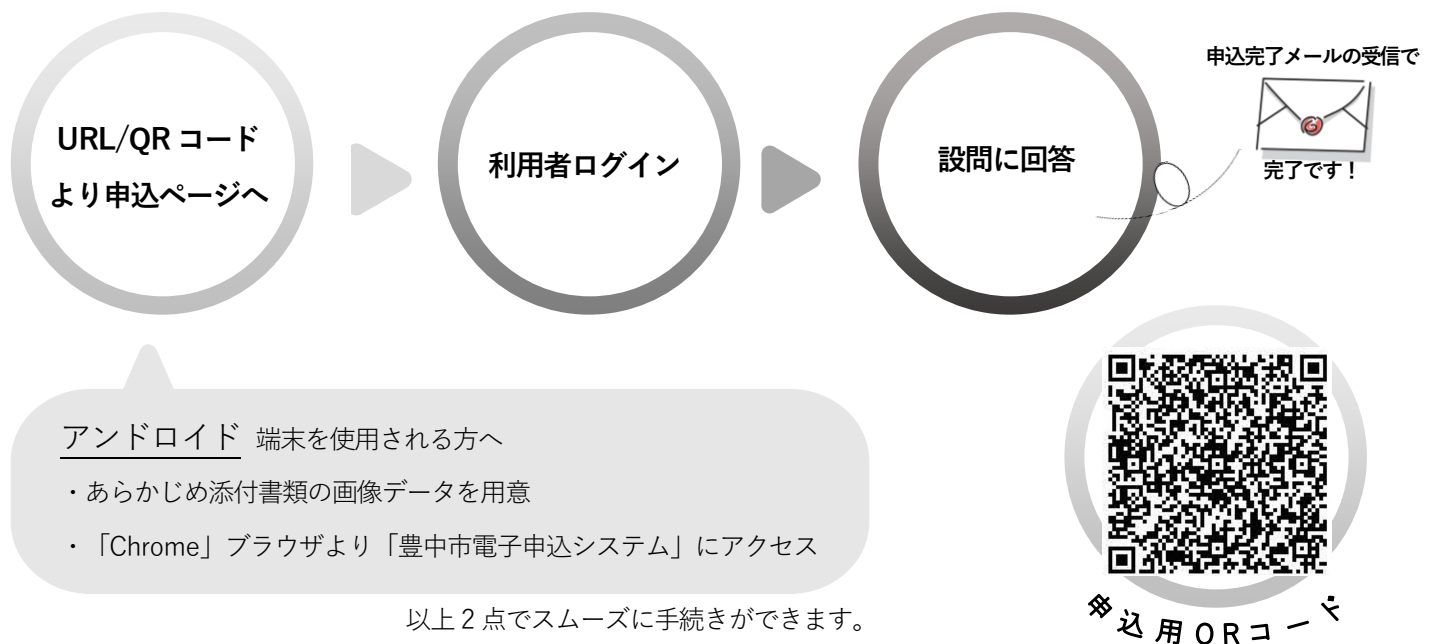 URL/QR コード
より申込ページへ
利用者ログイン
設問に回答
申込完了メールの受信で
完了です！
アンドロイド 端末を使用される方へ
・あらかじめ添付書類の画像データを用意
・「Chrome」ブラウザより「豊中市電子申込システム」にアクセス
以上2点でスムーズに手続きができます。
申込用QRコード